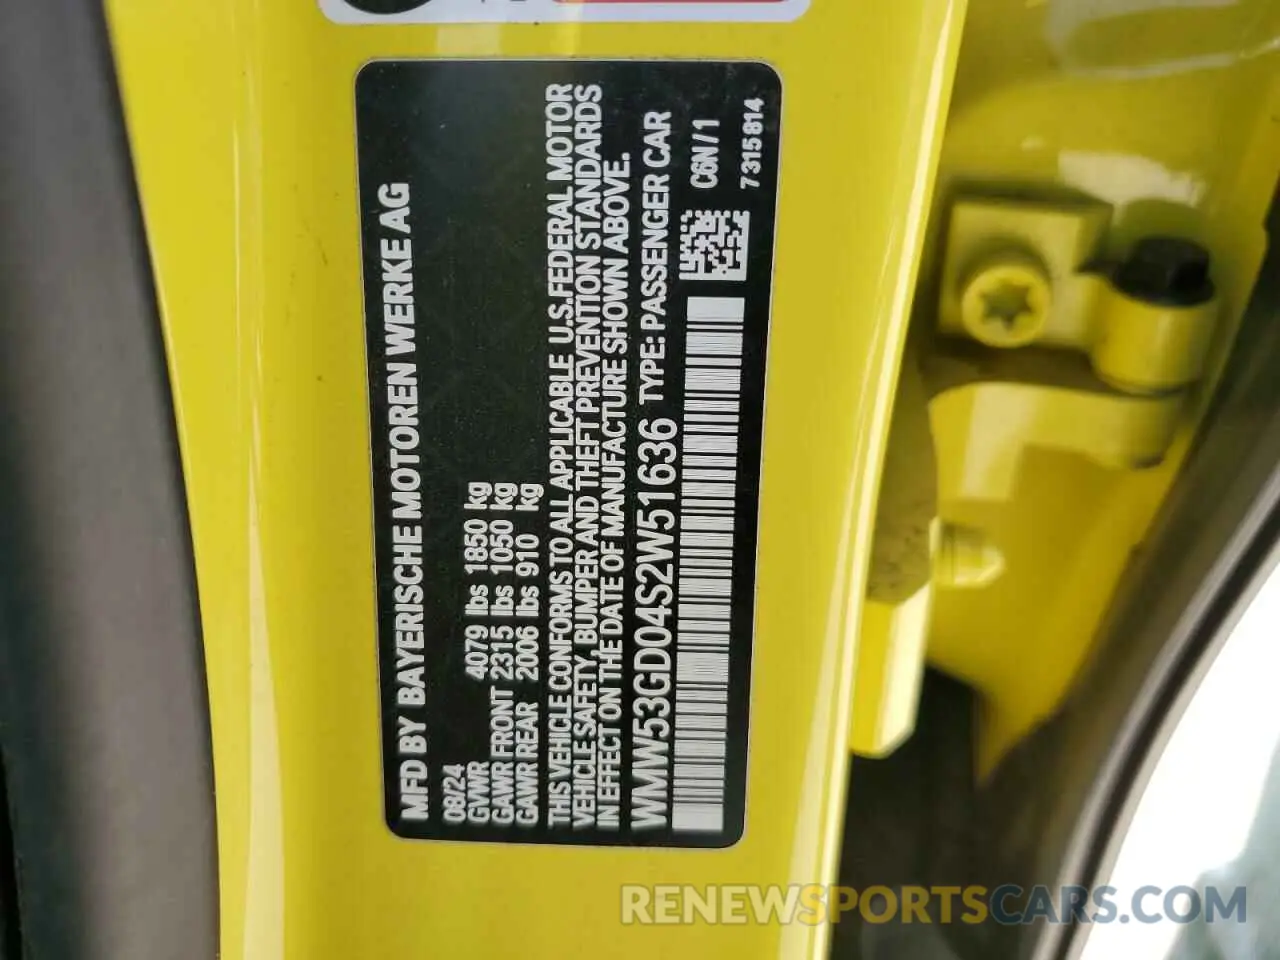 MFD BY BAYERISCHE MOTOREN WERKE AG
08/24
GVWR 4079 lbs 1850 kg
GAWR FRONT 2315 lbs 1050 kg
GAWR REAR 2006 lbs 910 kg
THIS VEHICLE CONFORMS TO ALL APPLICABLE U.S.FEDERAL MOTOR
VEHICLE SAFETY, BUMPER AND THEFT PREVENTION STANDARDS
IN EFFECT ON THE DATE OF MANUFACTURE SHOWN ABOVE.
WMW53GD04S2W51636 TYPE: PASSENGER CAR
C6N/1
7315814
RENEWSPORTSCARS.COM